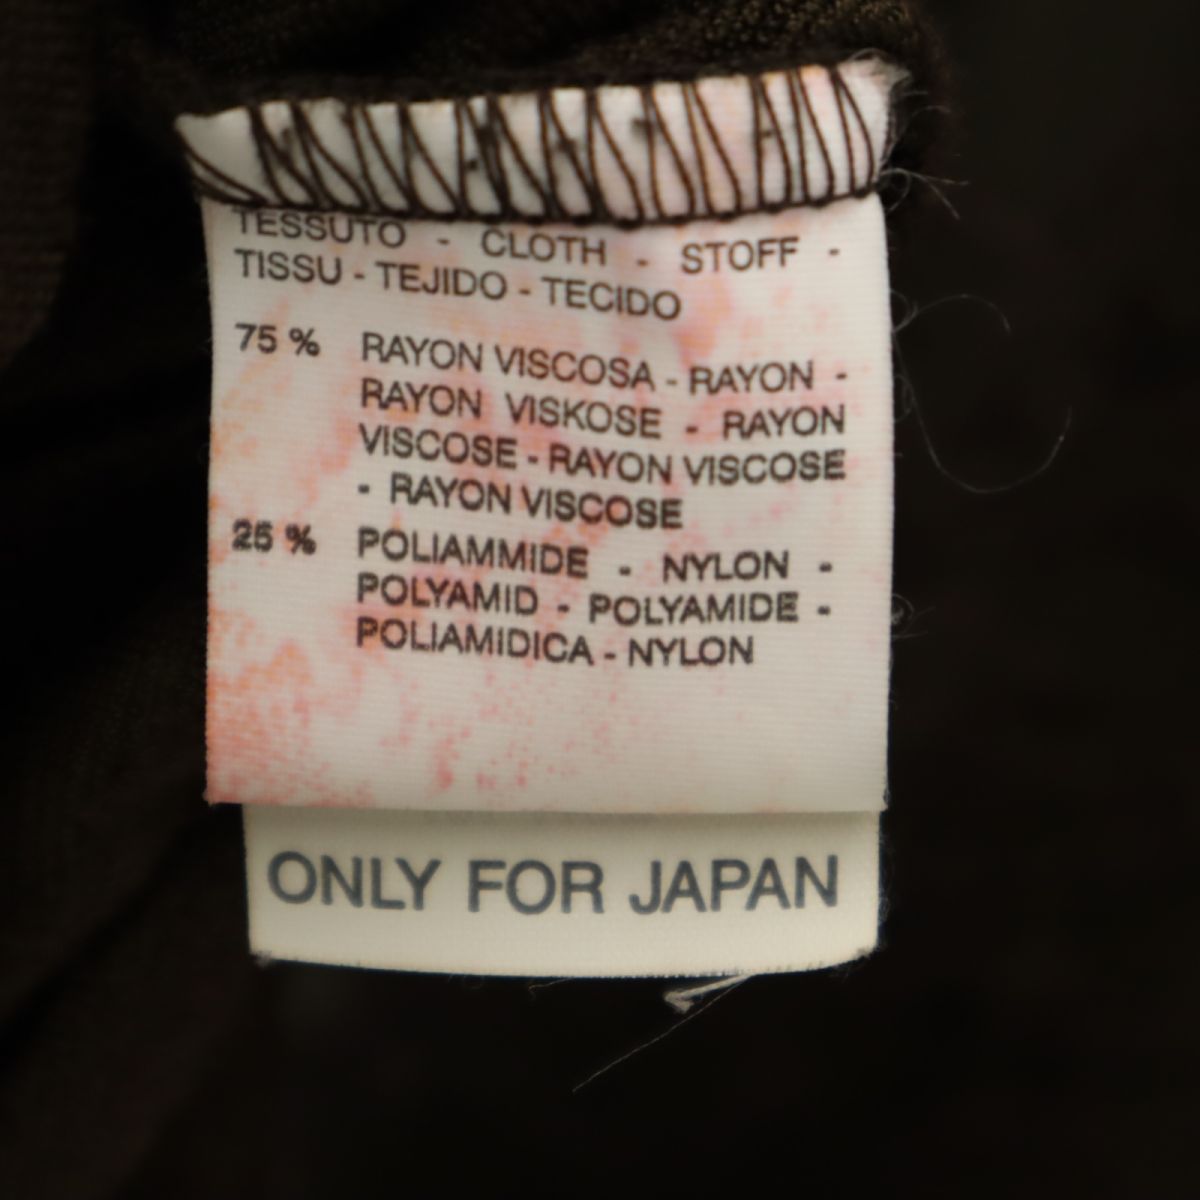 TESSUTO - CLOTH - STOFF -
TISSU - TEJIDO - TECIDO
75 % RAYON VISCOSA - RAYON -
RAYON VISKOSE - RAYON
VISCOSE - RAYON VISCOSE
- RAYON VISCOSE
25 % POLIAMMIDE - NYLON -
POLYAMID - POLYAMIDE -
POLIAMIDICA - NYLON
ONLY FOR JAPAN